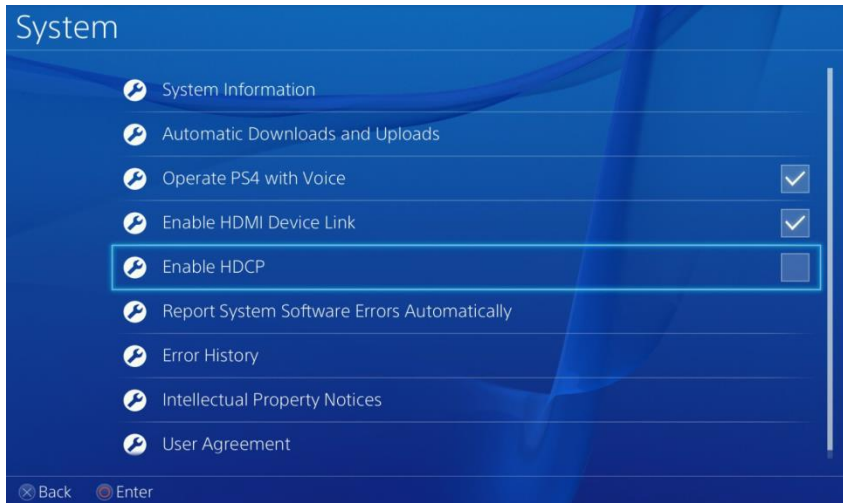 System
System Information
Automatic Downloads and Uploads
Operate PS4 with Voice
Enable HDMI Device Link
Enable HDCP
Report System Software Errors Automatically
Error History
Intellectual Property Notices
User Agreement
Back Enter